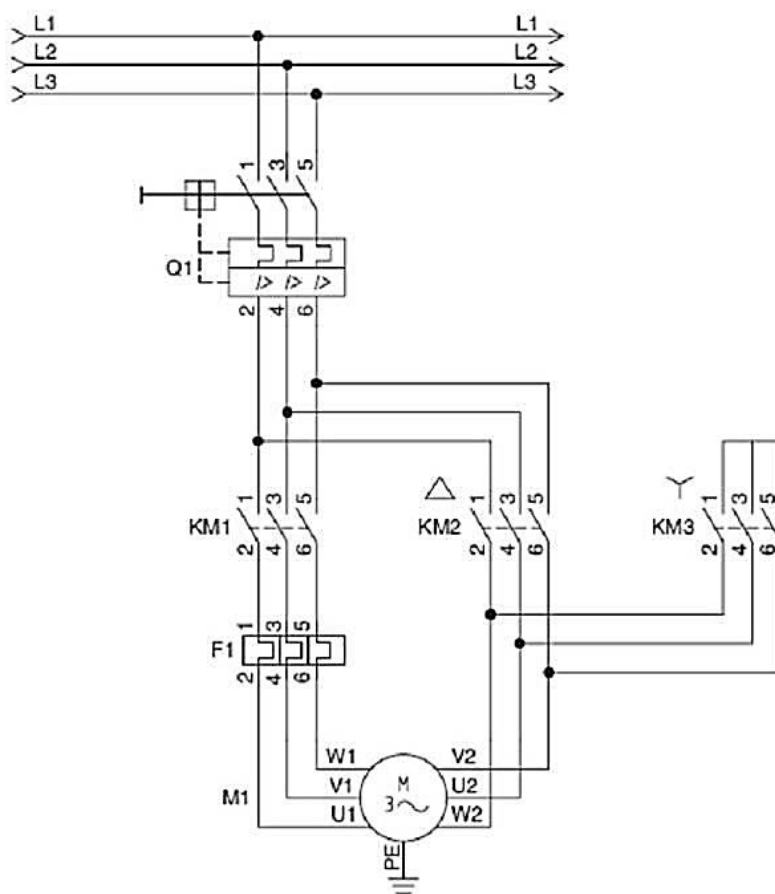 L1 L1
L2 L2
L3 L3
1 3 5
Q1
I> I> I>
2 4 6
KM1 1 3 5
2 4 6
KM2 1 3 5
2 4 6
KM3 1 3 5
2 4 6
F1 1 3 5
2 4 6
W1 V2
M1 V1 M 3 U2
U1 W2
PE